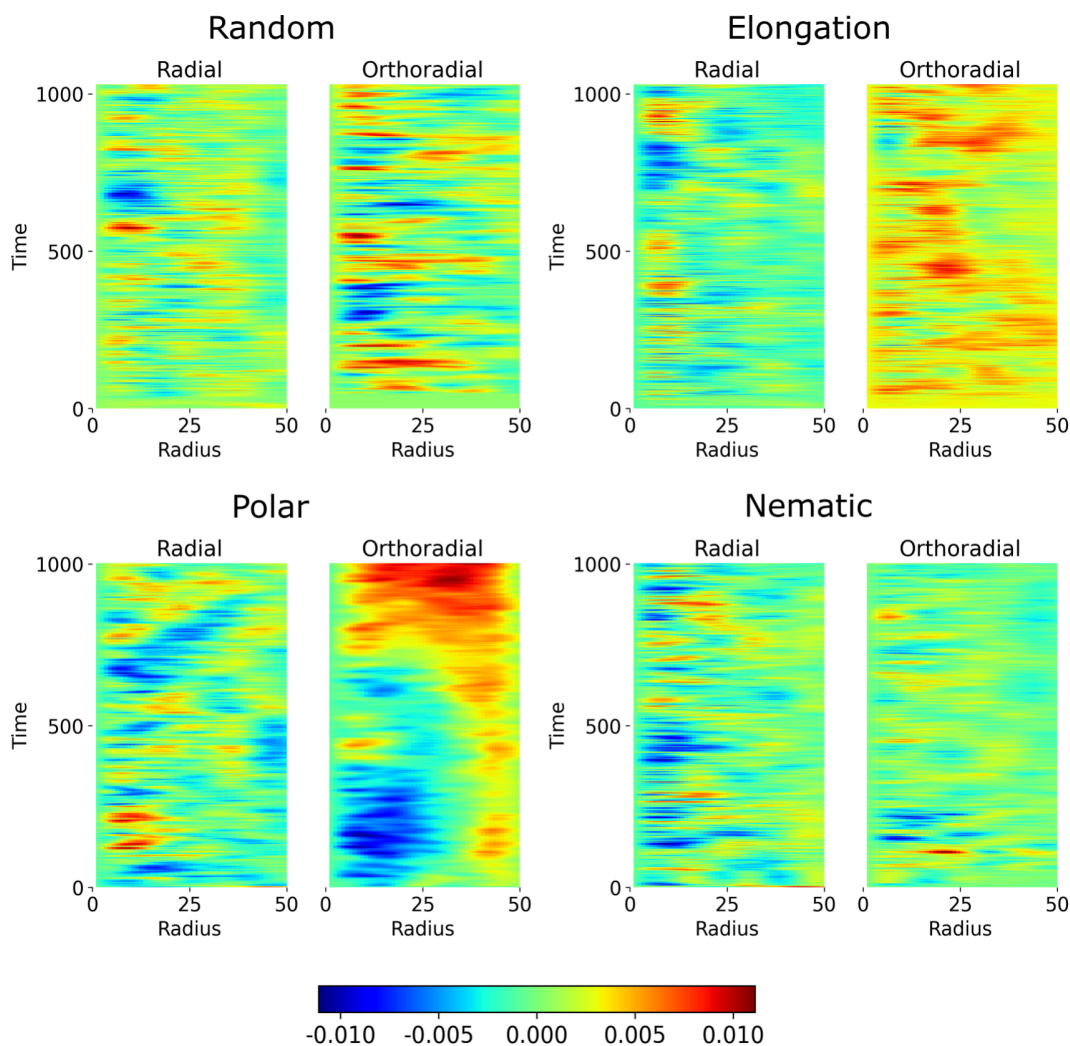 Random Elongation
Radial Orthoradial Radial Orthoradial
1000 1000
Time Time
500 500
0 0
0 25 50 0 25 50 0 25 50 0 25 50
Radius Radius Radius Radius
Polar Nematic
Radial Orthoradial Radial Orthoradial
1000 1000
Time Time
500 500
0 0
0 25 50 0 25 50 0 25 50 0 25 50
Radius Radius Radius Radius
-0.010 -0.005 0.000 0.005 0.010